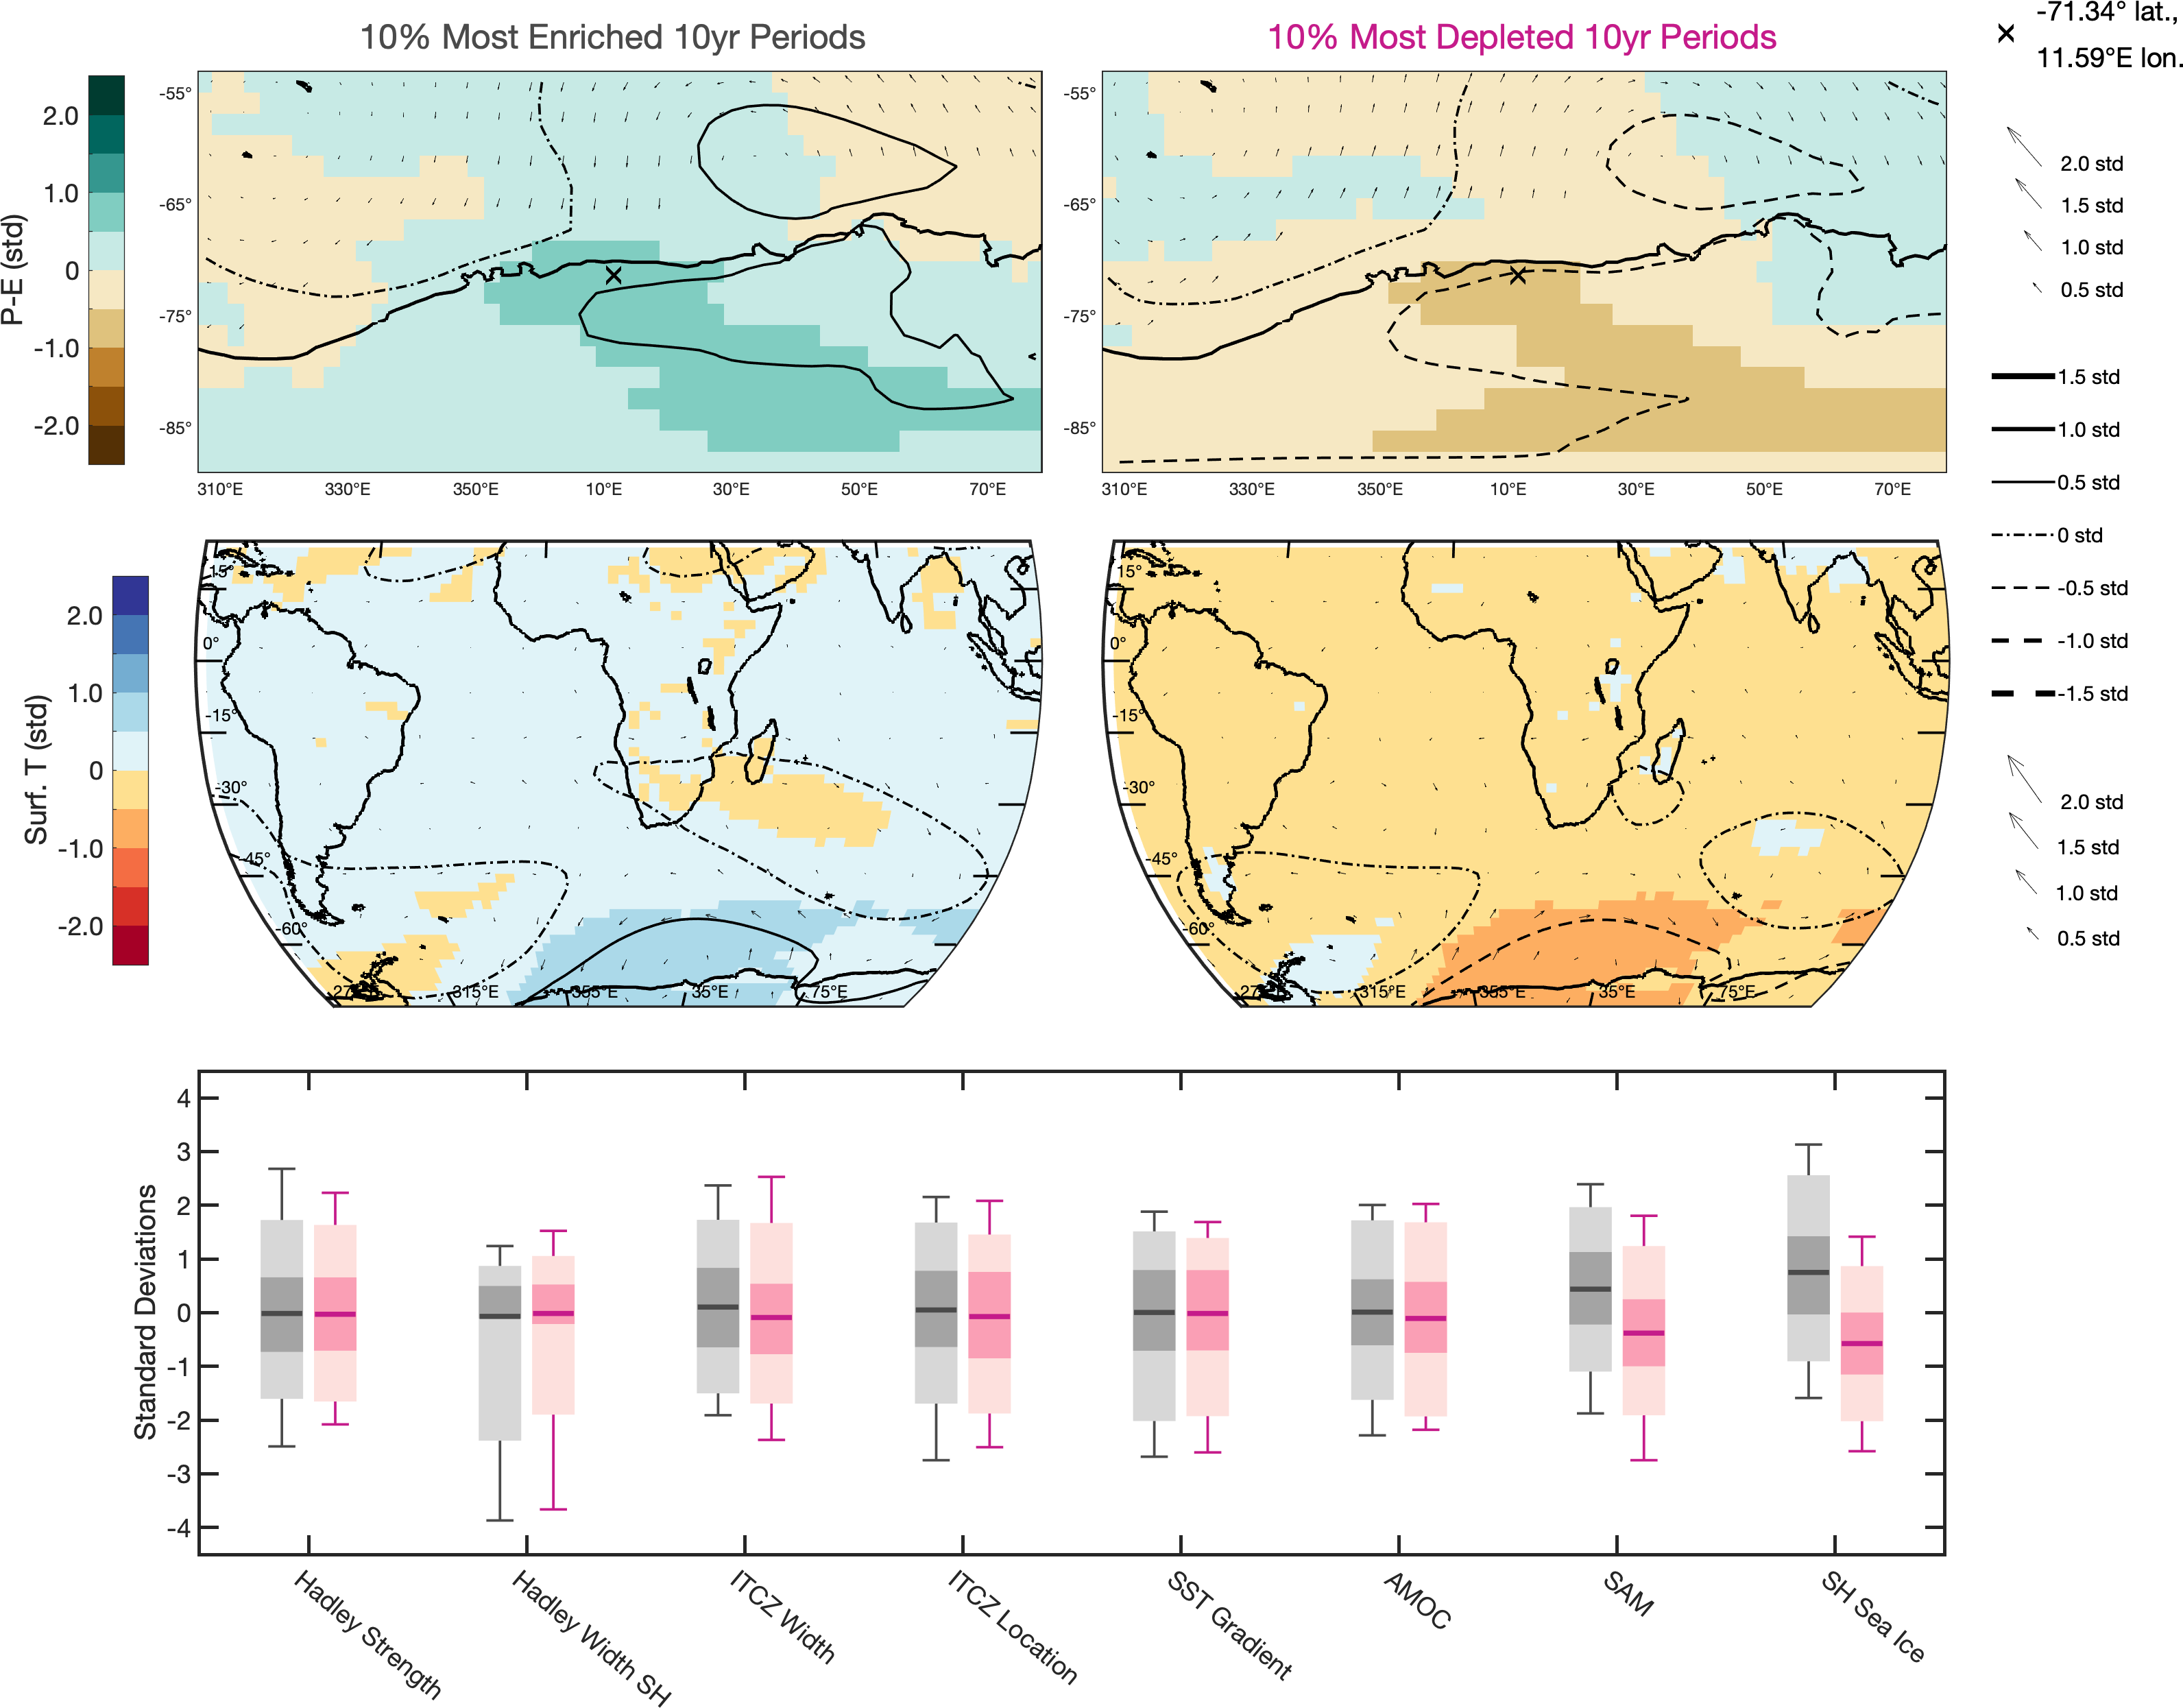 10% Most Enriched 10yr Periods
10% Most Depleted 10yr Periods
-71.34° lat.,
11.59°E lon.
P-E (std)
2.0
1.0
0
-1.0
-2.0
-55°
-65°
-75°
-85°
310°E 330°E 350°E 10°E 30°E 50°E 70°E
-55°
-65°
-75°
-85°
310°E 330°E 350°E 10°E 30°E 50°E 70°E
2.0 std
1.5 std
1.0 std
0.5 std
1.5 std
1.0 std
0.5 std
0 std
-0.5 std
-1.0 std
-1.5 std
2.0 std
1.5 std
1.0 std
0.5 std
Surf. T (std)
2.0
1.0
0
-1.0
-2.0
15°
0°
-15°
-30°
-45°
-60°
315°E 355°E 35°E 75°E
15°
0°
-15°
-30°
-45°
-60°
315°E 355°E 35°E 75°E
Standard Deviations
4
3
2
1
0
-1
-2
-3
-4
Hadley Strength
Hadley Width SH
ITCZ Width
ITCZ Location
SST Gradient
AMOC
SAM
SH Sea Ice